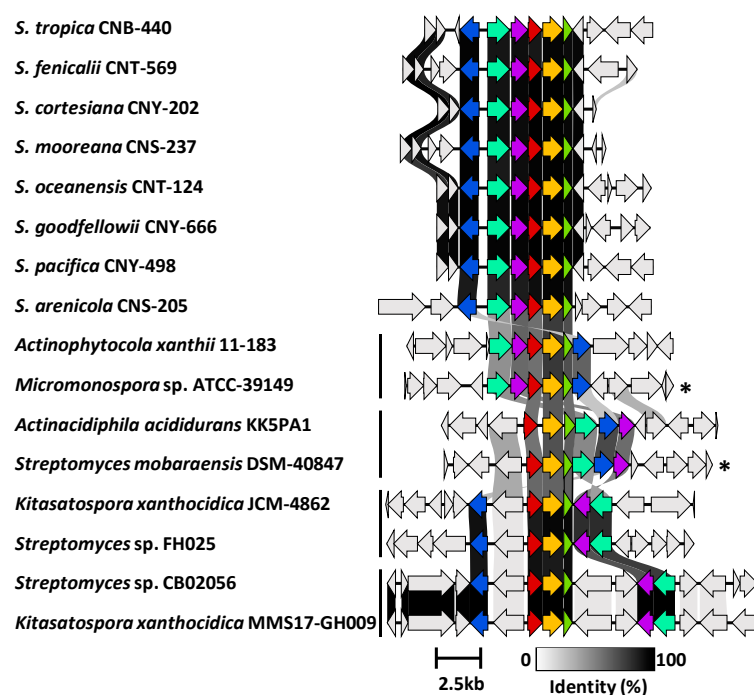 S. tropica CNB-440
S. fenicalii CNT-569
S. cortesiana CNY-202
S. mooreana CNS-237
S. oceanensis CNT-124
S. goodfellowii CNY-666
S. pacifica CNY-498
S. arenicola CNS-205
Actinophytocola xanthii 11-183
Micromonospora sp. ATCC-39149 *
Actinacidiphila acididurans KK5PA1
Streptomyces mobaraensis DSM-40847 *
Kitasatospora xanthocidica JCM-4862
Streptomyces sp. FH025
Streptomyces sp. CB02056
Kitasatospora xanthocidica MMS17-GH009
2.5kb
0 100
Identity (%)